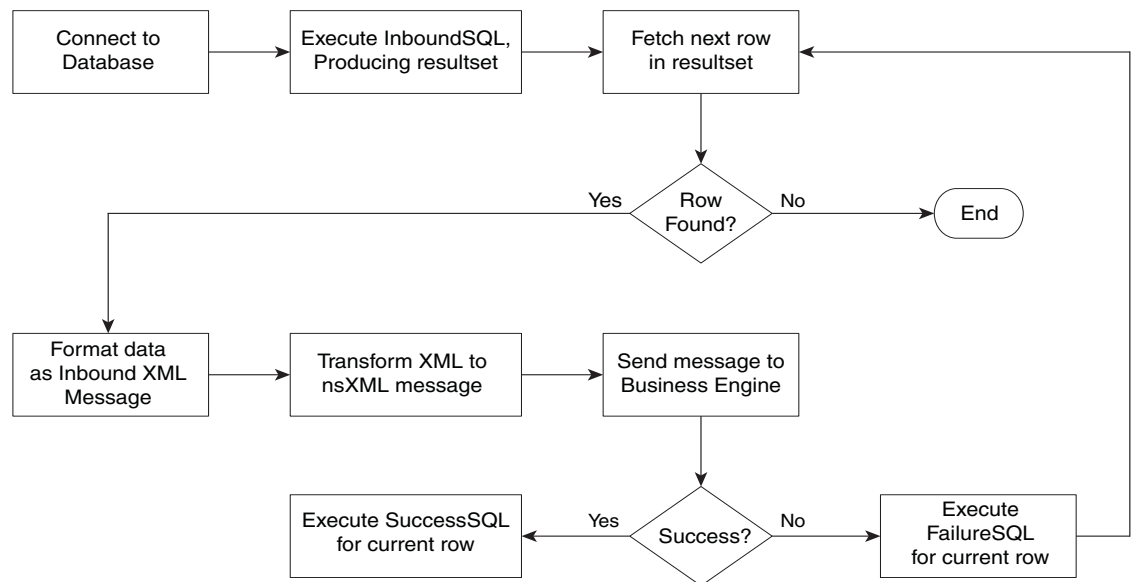 Connect to
Database
Execute InboundSQL,
Producing resultset
Fetch next row
in resultset
Yes
Row
Found?
No
End
Format data
as Inbound XML
Message
Transform XML to
nsXML message
Send message to
Business Engine
Execute SuccessSQL
for current row
Yes
Success?
No
Execute
FailureSQL
for current row